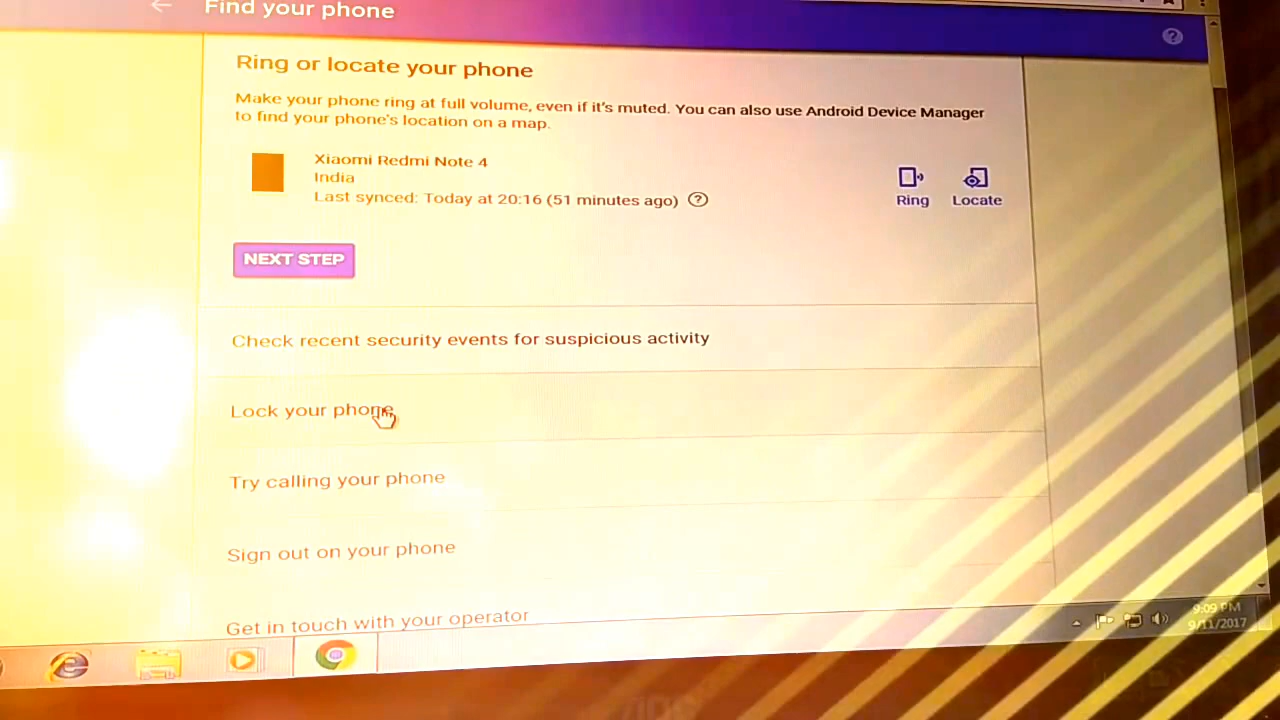 Find your phone
Ring or locate your phone
Make your phone ring at full volume, even if it's muted. You can also use Android Device Manager
to find your phone's location on a map.
Xiaomi Redmi Note 4
India
Last synced: Today at 20:16 (51 minutes ago) ?
Ring Locate
NEXT STEP
Check recent security events for suspicious activity
Lock your phone
Try calling your phone
Sign out on your phone
Get in touch with your operator
9:09 PM
9/11/2017